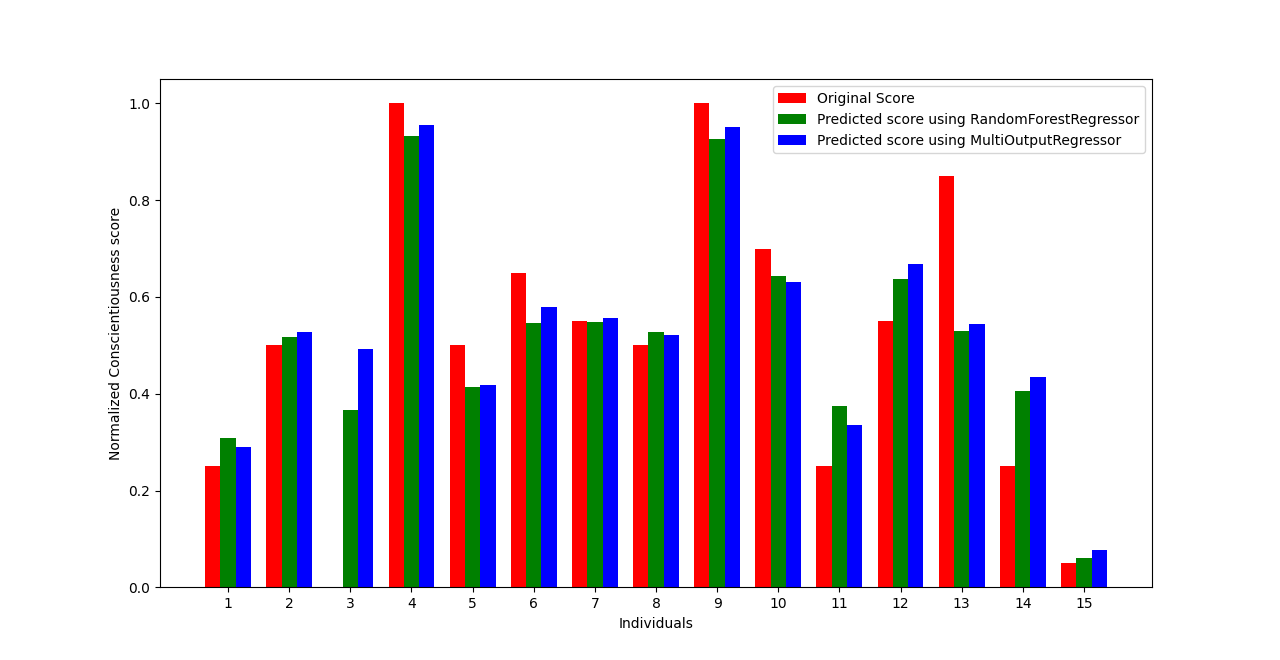 Original Score
Predicted score using RandomForestRegressor
Predicted score using MultiOutputRegressor
Normalized Conscientiousness score
1.0
0.8
0.6
0.4
0.2
0.0
1 2 3 4 5 6 7 8 9 10 11 12 13 14 15
Individuals